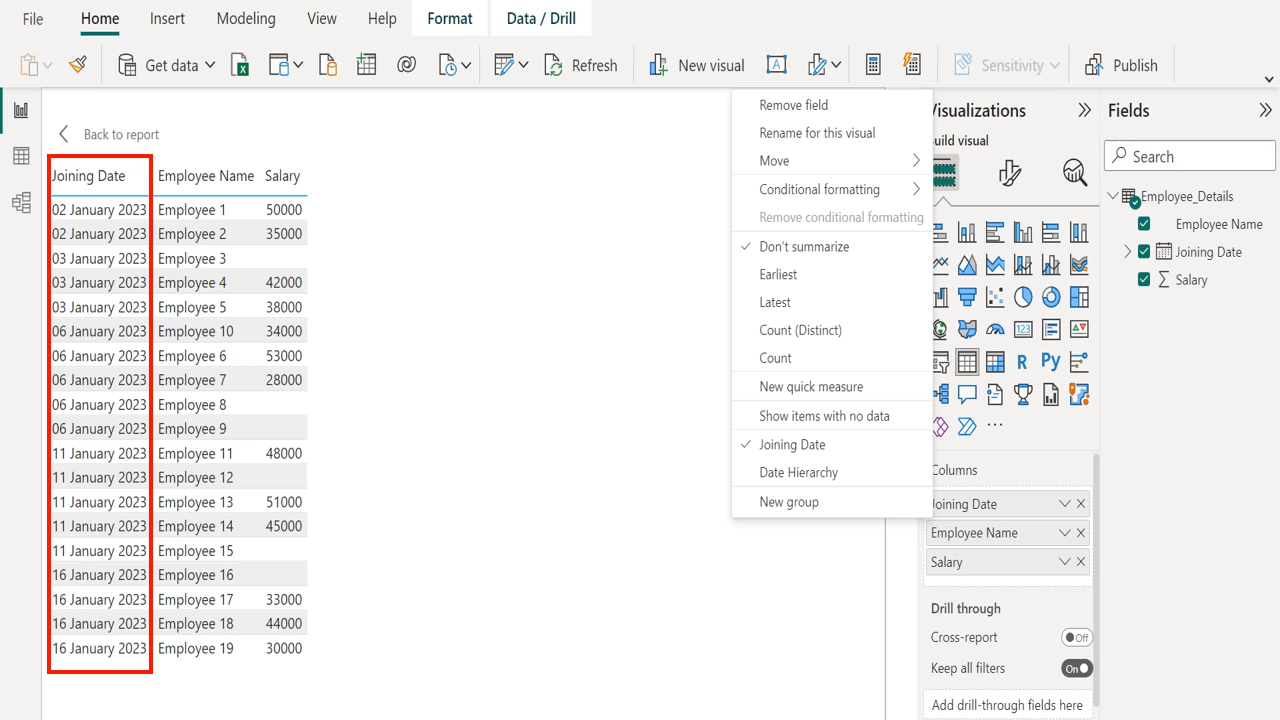 File Home Insert Modeling View Help Format Data / Drill
Get data Refresh New visual A Sensitivity Publish
Back to report
Joining Date Employee Name Salary
02 January 2023 Employee 1 50000
02 January 2023 Employee 2 35000
03 January 2023 Employee 3
03 January 2023 Employee 4 42000
03 January 2023 Employee 5 38000
06 January 2023 Employee 10 34000
06 January 2023 Employee 6 53000
06 January 2023 Employee 7 28000
06 January 2023 Employee 8
06 January 2023 Employee 9
11 January 2023 Employee 11 48000
11 January 2023 Employee 12
11 January 2023 Employee 13 51000
11 January 2023 Employee 14 45000
11 January 2023 Employee 15
16 January 2023 Employee 16
16 January 2023 Employee 17 33000
16 January 2023 Employee 18 44000
16 January 2023 Employee 19 30000
Remove field
Rename for this visual
Move
Conditional formatting
Remove conditional formatting
Don't summarize
Earliest
Latest
Count (Distinct)
Count
New quick measure
Show items with no data
Joining Date
Date Hierarchy
New group
isualizations
uild visual
123
R Py
...
Columns
Joining Date
Employee Name
Salary
Drill through
Cross-report Off
Keep all filters On
Add drill-through fields here
Fields
Search
Employee_Details
Employee Name
Joining Date
Σ Salary